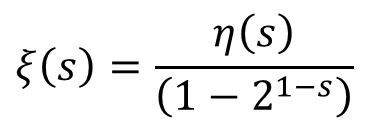 ξ(s) = η(s) / (1 − 2^{1−s})